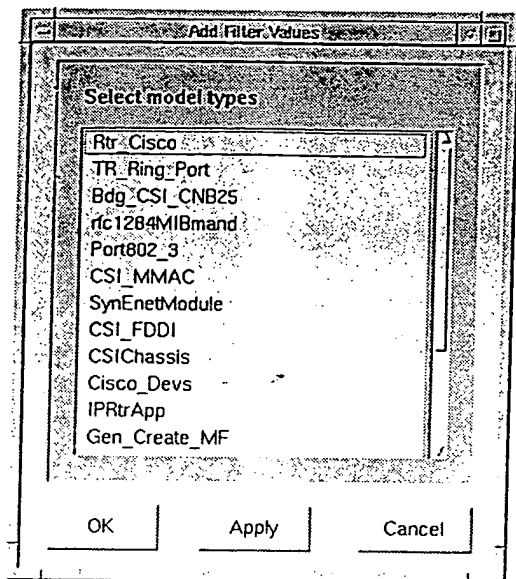 Add Filter Values
Select model types
Rtr_Cisco
TR_Ring_Port
Bdg_CSI_CNB25
rfc1284MIBmand
Port802_3
CSI_MMAC
SynEnetModule
CSI_FDDI
CSIChassis
Cisco_Devs
IPRtrApp
Gen_Create_MF
OK
Apply
Cancel